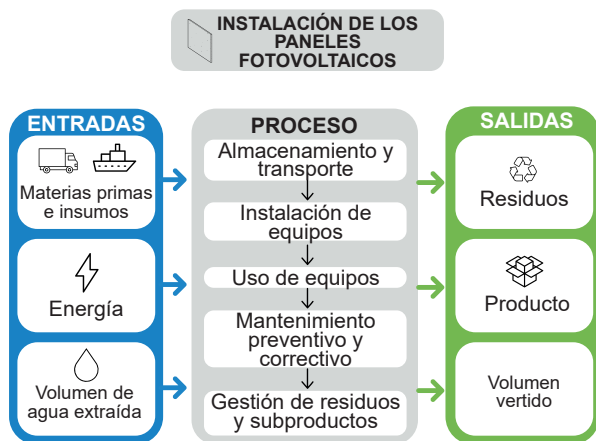 INSTALACIÓN DE LOS
PANELES
FOTOVOLTAICOS
ENTRADAS
Materias primas
e insumos
Energía
Volumen de
agua extraída
PROCESO
Almacenamiento y
transporte
Instalación de
equipos
Uso de equipos
Mantenimiento
preventivo y
correctivo
Gestión de residuos
y subproductos
SALIDAS
Residuos
Producto
Volumen
vertido